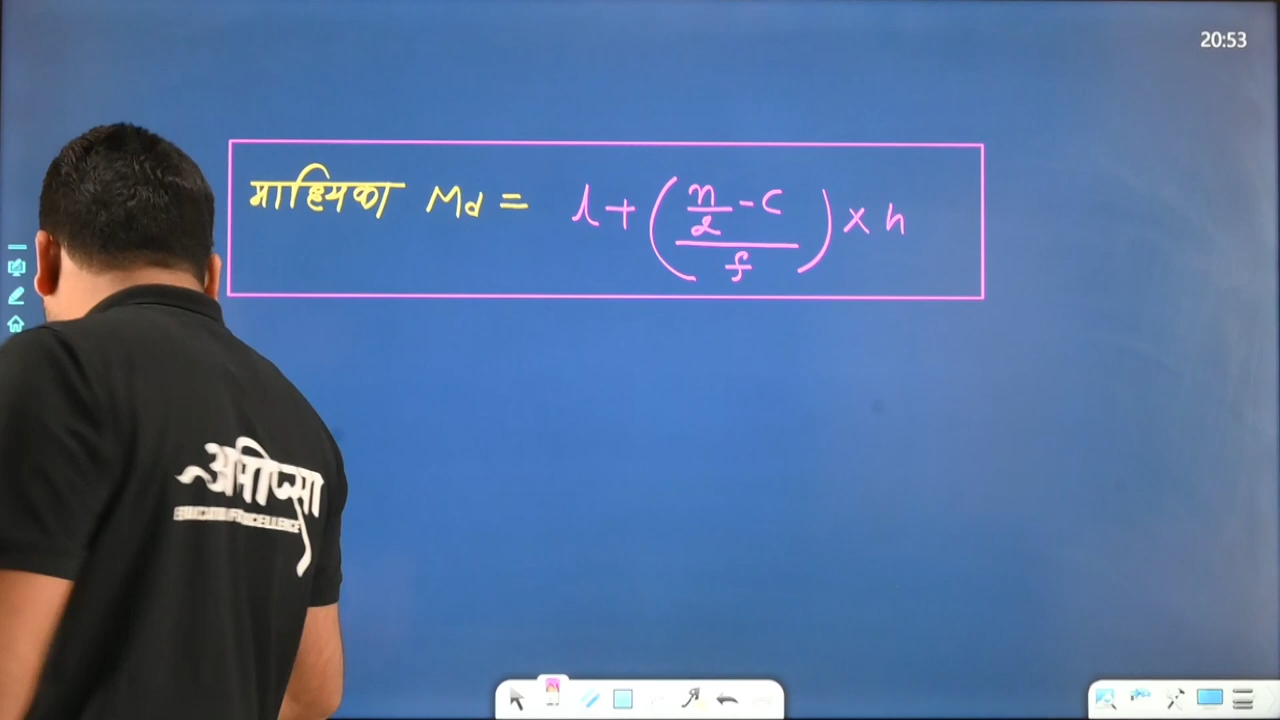 20:53
माध्यिका Md = l + ( (n/2 - c) / f ) × h
अभीप्सा